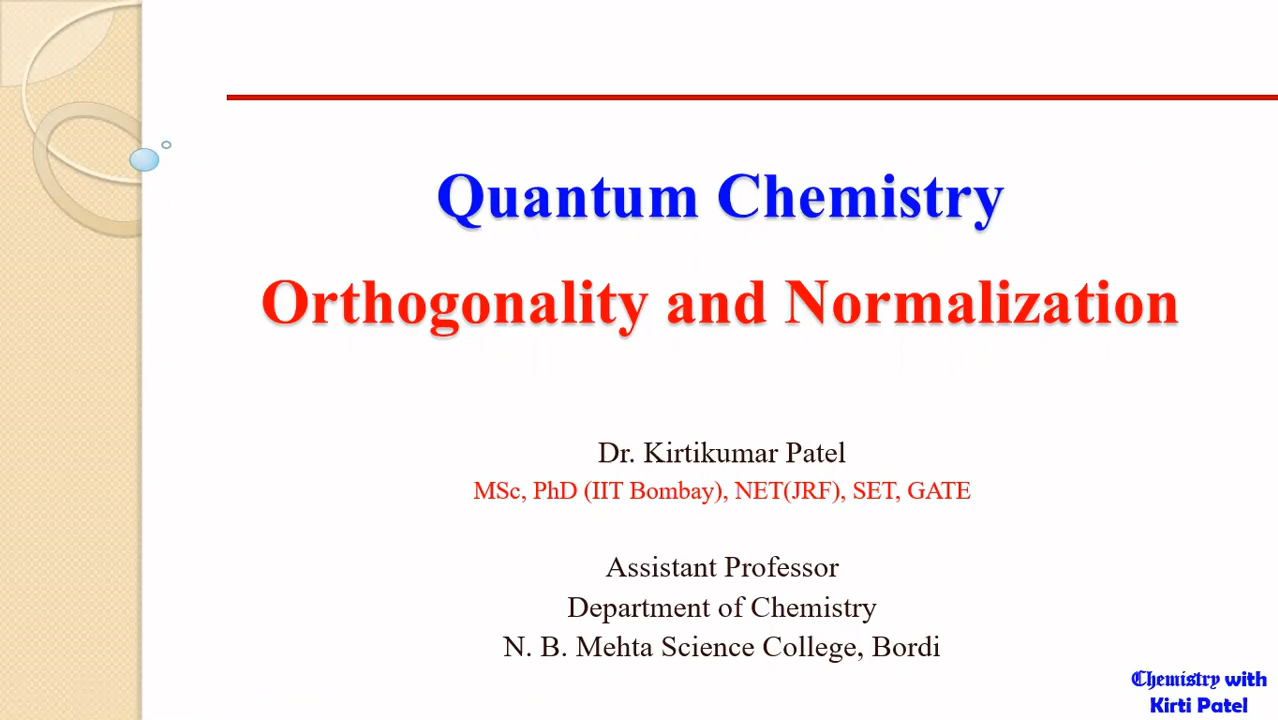 Quantum Chemistry
Orthogonality and Normalization
Dr. Kirtikumar Patel
MSc, PhD (IIT Bombay), NET(JRF), SET, GATE
Assistant Professor
Department of Chemistry
N. B. Mehta Science College, Bordi
Chemistry with
Kirti Patel